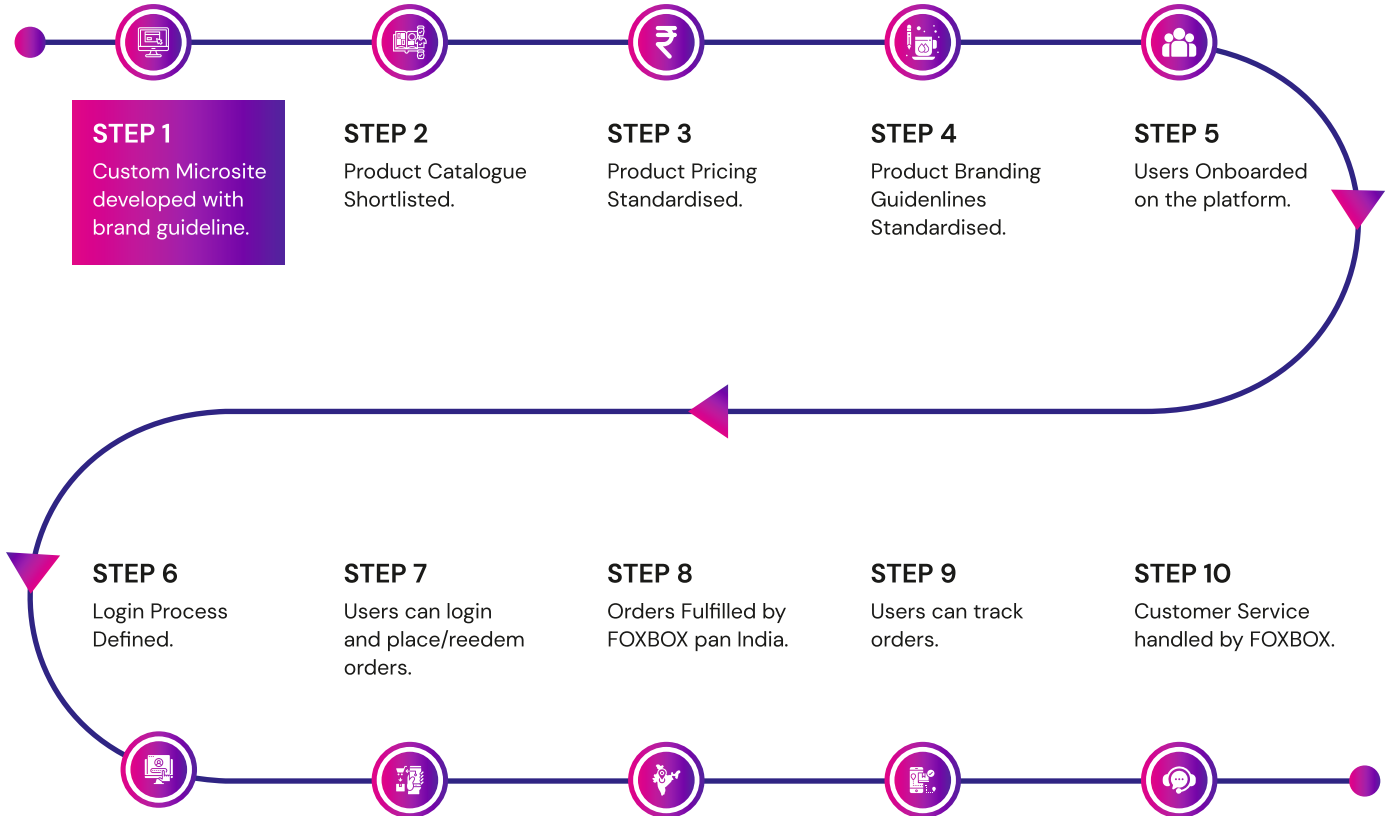 STEP 1
Custom Microsite
developed with
brand guideline.
STEP 2
Product Catalogue
Shortlisted.
STEP 3
Product Pricing
Standardised.
STEP 4
Product Branding
Guidenlines
Standardised.
STEP 5
Users Onboarded
on the platform.
STEP 6
Login Process
Defined.
STEP 7
Users can login
and place/reedem
orders.
STEP 8
Orders Fulfilled by
FOXBOX pan India.
STEP 9
Users can track
orders.
STEP 10
Customer Service
handled by FOXBOX.